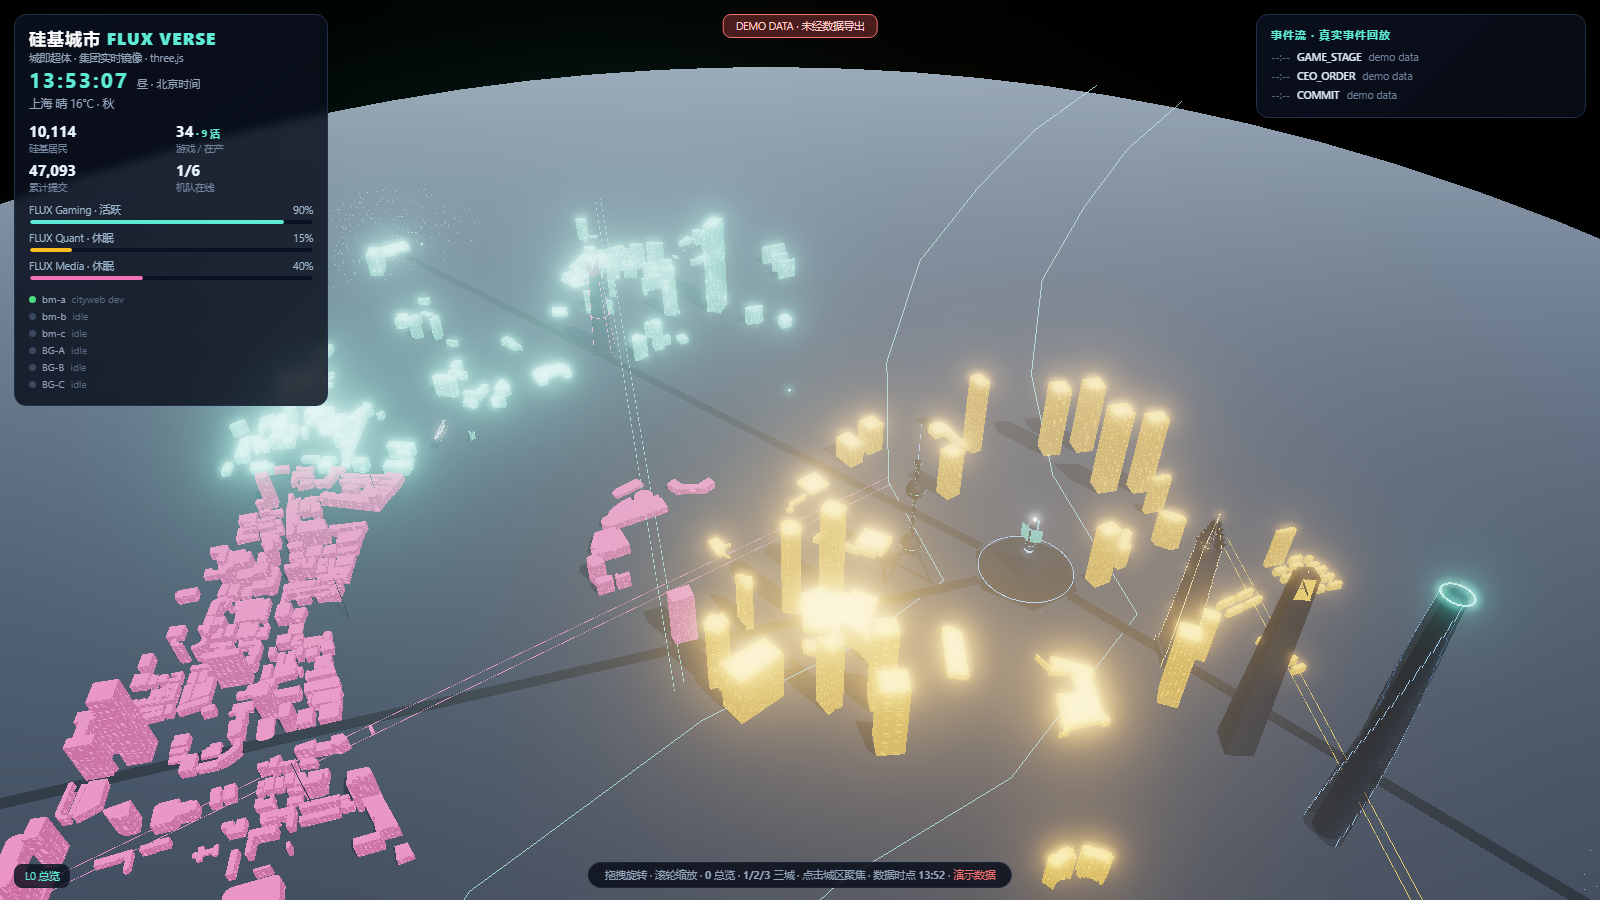 硅基城市 FLUX VERSE
城即超体 · 集团实时镜像 · three.js
13:53:07 昼 · 北京时间
上海 晴 16°C · 秋
10,114
硅基居民
34 · 9 活
游戏 / 在产
47,093
累计提交
1/6
机队在线
FLUX Gaming · 活跃 90%
FLUX Quant · 休眠 15%
FLUX Media · 休眠 40%
bm-a cityweb dev
bm-b idle
bm-c idle
BG-A idle
BG-B idle
BG-C idle
DEMO DATA · 未经数据导出
事件流 · 真实事件回放
--:-- GAME_STAGE demo data
--:-- CEO_ORDER demo data
--:-- COMMIT demo data
L0 总览
拖拽旋转 · 滚轮缩放 · 0 总览 · 1/2/3 三城 · 点击城区聚焦 · 数据时点 13:52 · 演示数据